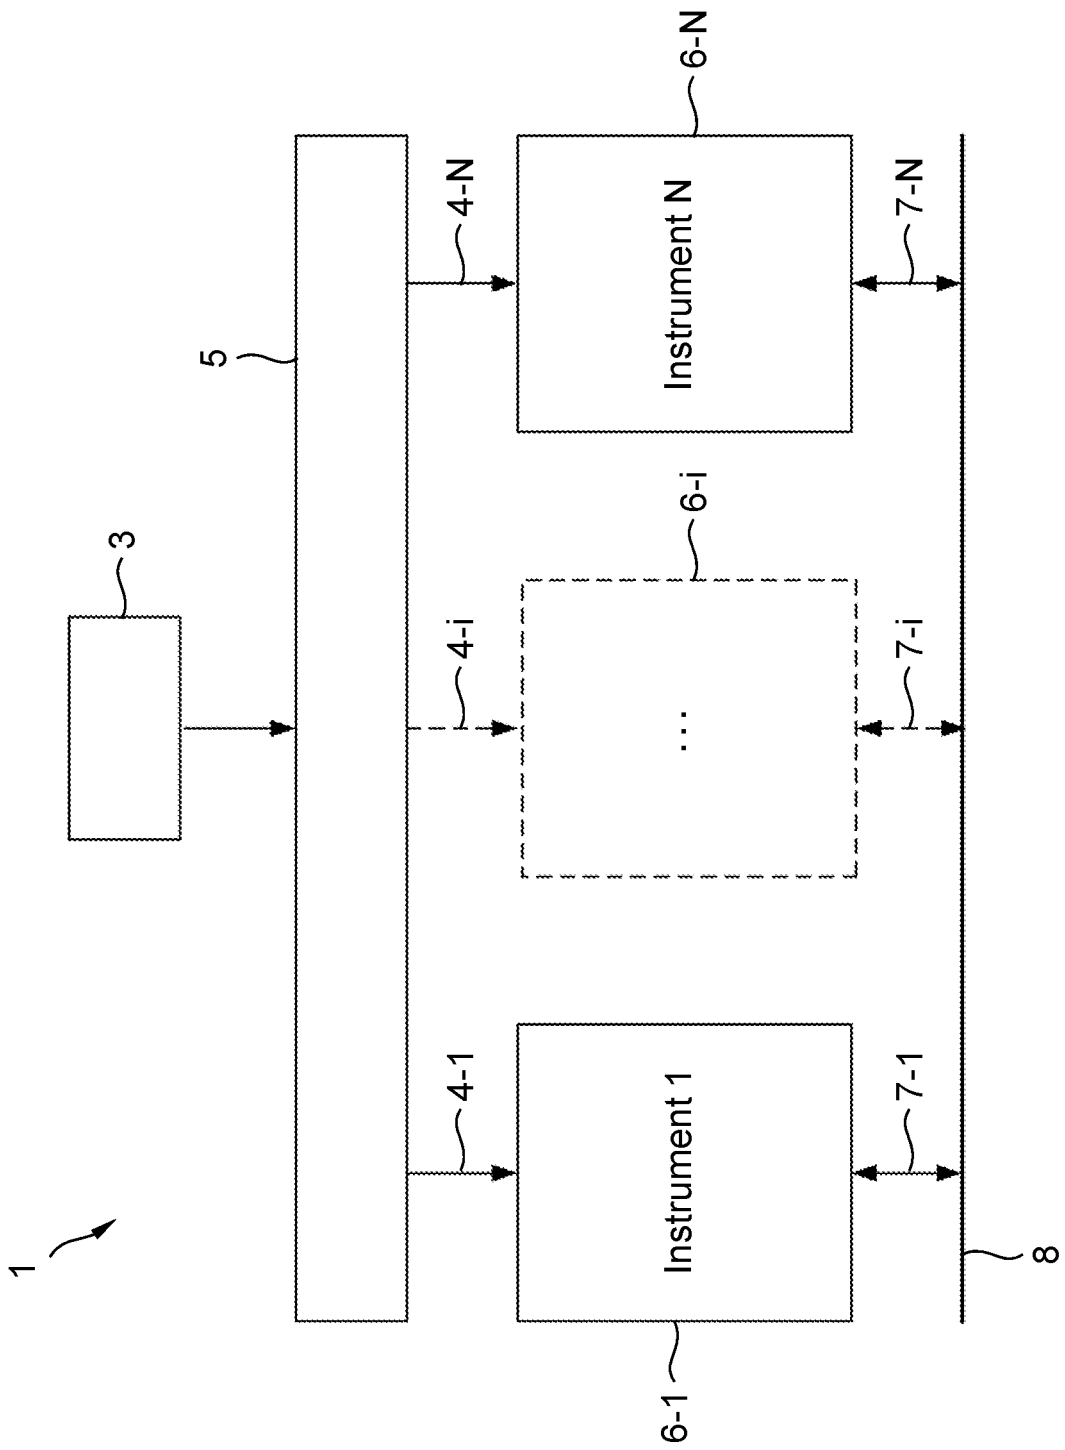 1
3
5
4-1
4-i
4-N
6-1
Instrument 1
...
6-i
Instrument N
6-N
7-1
7-i
7-N
8